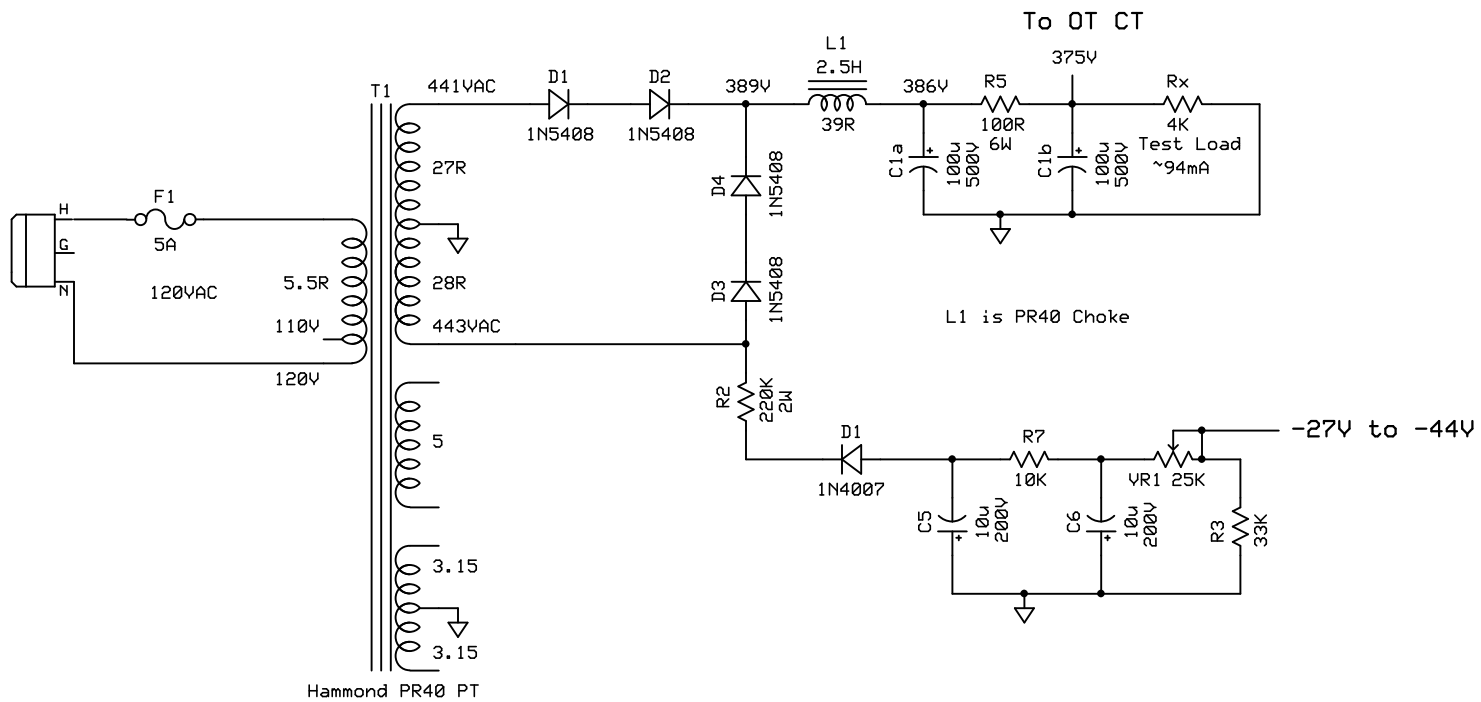 To OT CT
L1
2.5H
39R
375V
441VAC
T1
D1
1N5408
D2
1N5408
389V
386V
R5
100R
6W
Rx
4K
Test Load
~94mA
C1a
100u
500V
C1b
100u
500V
27R
D4
1N5408
F1
5A
H
G
N
120VAC
5.5R
28R
D3
1N5408
110V
443VAC
120V
L1 is PR40 Choke
R2
220K
2W
5
D1
1N4007
R7
10K
VR1 25K
-27V to -44V
C5
10u
200V
C6
10u
200V
R3
33K
3.15
3.15
Hammond PR40 PT